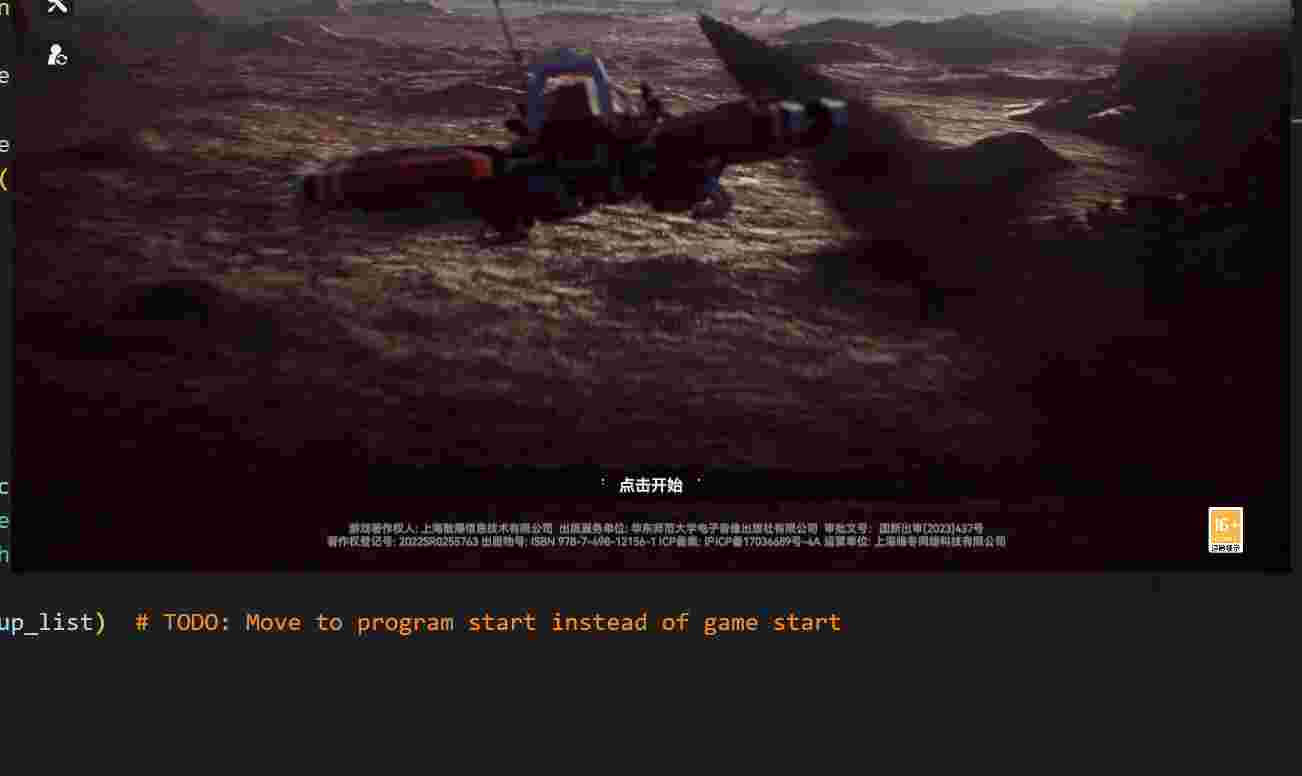 n
e
e
(
c
e
h
点击开始
游戏著作权人: 上海散爆信息技术有限公司 出版服务单位: 华东师范大学电子音像出版社有限公司 审批文号: 国新出审[2023]437号
著作权登记号: 2022SR0255763 出版物号: ISBN 978-7-498-12156-1 ICP备案: 沪ICP备17036689号-4A 运营单位: 上海暗冬网络科技有限公司
16+
适龄提示
up_list) # TODO: Move to program start instead of game start